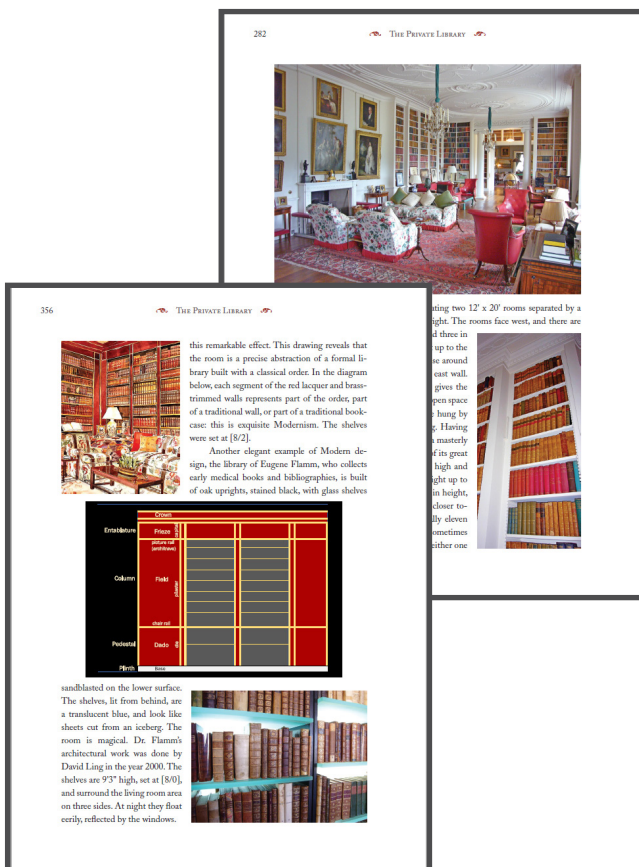 282
THE PRIVATE LIBRARY
ating two 12' x 20' rooms separated by a
ight. The rooms face west, and there are
d three in
up to the
se around
east wall.
gives the
pen space
e hung by
g. Having
a masterly
of its great
high and
ight up to
in height,
closer to-
lly eleven
ometimes
either one
356
THE PRIVATE LIBRARY
this remarkable effect. This drawing reveals that
the room is a precise abstraction of a formal li-
brary built with a classical order. In the diagram
below, each segment of the red lacquer and brass-
trimmed walls represents part of the order, part
of a traditional wall, or part of a traditional book-
case: this is exquisite Modernism. The shelves
were set at [8/2].
Another elegant example of Modern de-
sign, the library of Eugene Flamm, who collects
early medical books and bibliographies, is built
of oak uprights, stained black, with glass shelves
Crown
Entablature
Frieze
capital
picture rail
(architrave)
Column
Field
pilaster
chair rail
Pedestal
Dado
die
Plinth
Base
sandblasted on the lower surface.
The shelves, lit from behind, are
a translucent blue, and look like
sheets cut from an iceberg. The
room is magical. Dr. Flamm's
architectural work was done by
David Ling in the year 2000. The
shelves are 9'3" high, set at [8/0],
and surround the living room area
on three sides. At night they float
eerily, reflected by the windows.